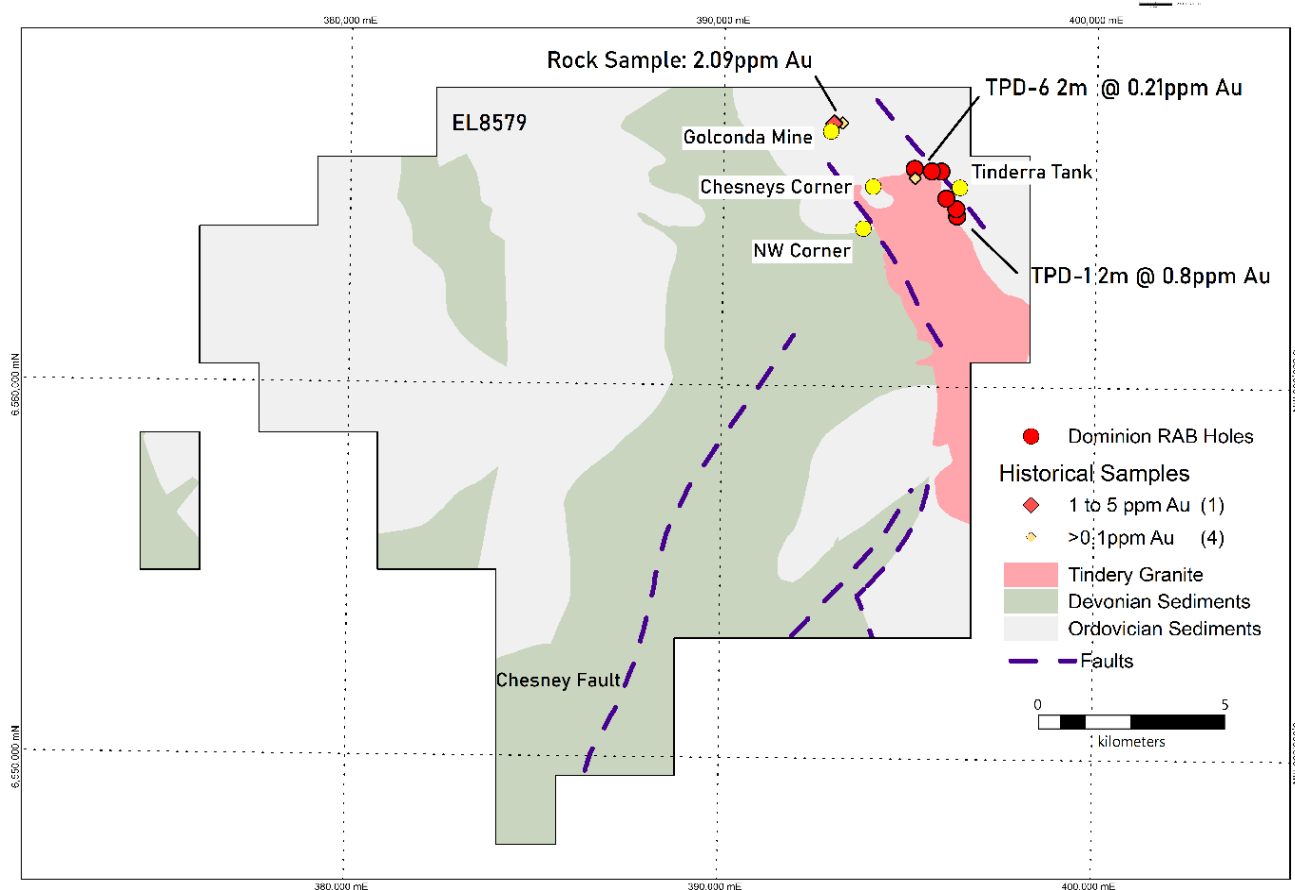 380,000 mE
390,000 mE
400,000 mE
Rock Sample: 2.09ppm Au
TPD-6 2m @ 0.21ppm Au
EL8579
Golconda Mine
Tinderra Tank
Chesneys Corner
NW Corner
TPD-1 2m @ 0.8ppm Au
6,560,000 mN
Dominion RAB Holes
Historical Samples
1 to 5 ppm Au (1)
>0.1ppm Au (4)
Tindery Granite
Devonian Sediments
Ordovician Sediments
Faults
Chesney Fault
0 5
kilometers
6,550,000 mN
380,000 mE
390,000 mE
400,000 mE